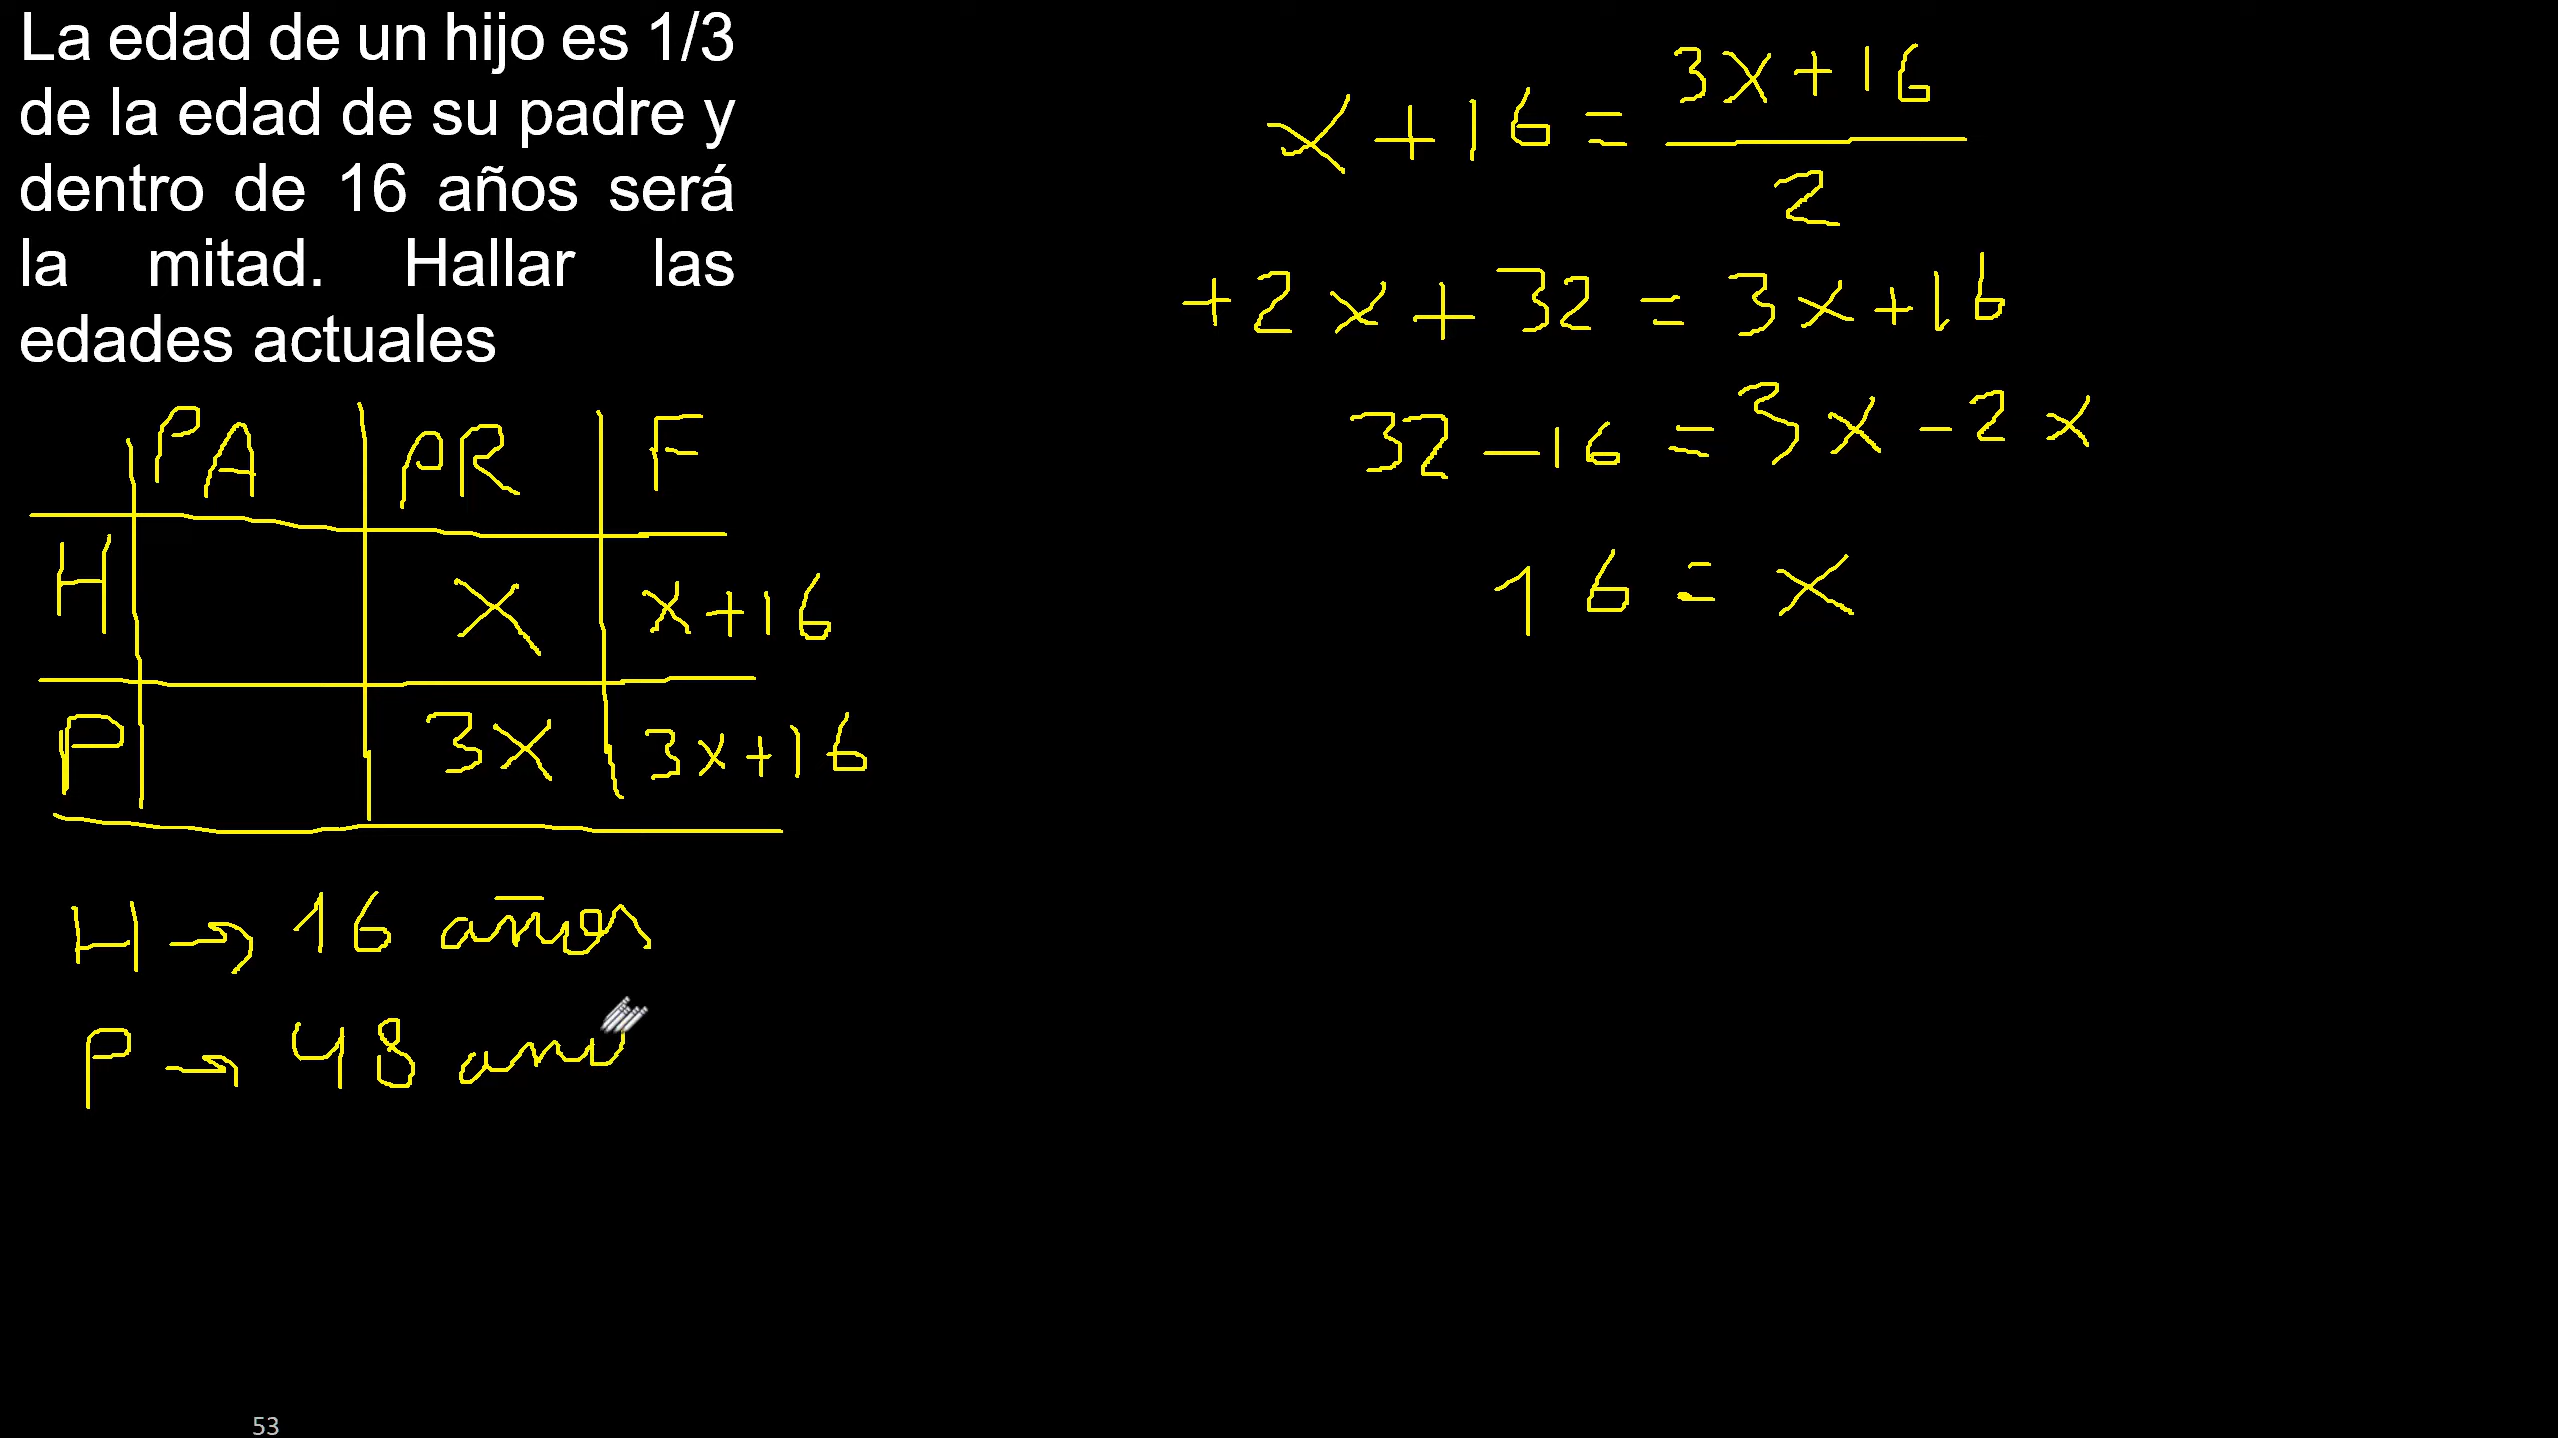 La edad de un hijo es 1/3
de la edad de su padre y
dentro de 16 años será
la mitad. Hallar las
edades actuales
PA PR F
H x x+16
P 3x 3x+16
H → 16 años
P → 48 ano
x+16 = 3x+16
2
+2x+32 = 3x+16
32-16 = 3x-2x
16 = x
53